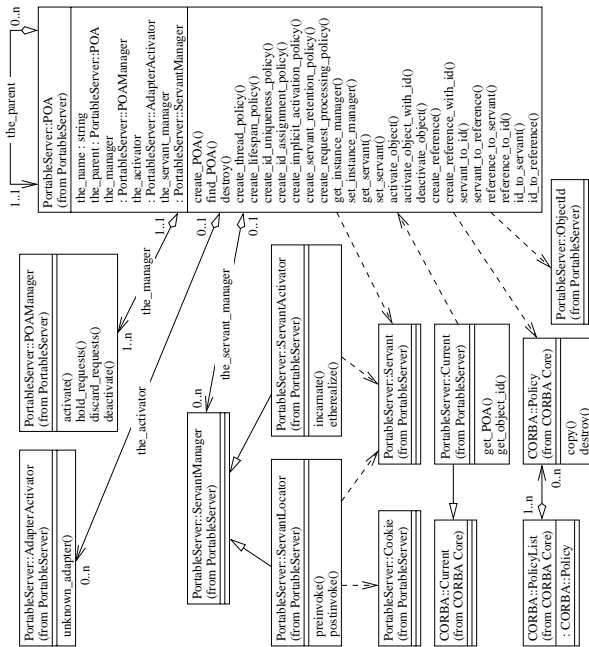 0..n
the_parent
1..1
PortableServer::POA
(from PortableServer)
the_name : string
the_parent : PortableServer::POA
the_manager
: PortableServer::POAManager
the_activator
: PortableServer::AdapterActivator
the_servant_manager
: PortableServer::ServantManager
create_POA()
find_POA()
destroy()
create_thread_policy()
create_lifespan_policy()
create_id_uniqueness_policy()
create_id_assignment_policy()
create_implicit_activation_policy()
create_servant_retention_policy()
create_request_processing_policy()
get_instance_manager()
set_instance_manager()
get_servant()
set_servant()
activate_object()
activate_object_with_id()
deactivate_object()
create_reference()
create_reference_with_id()
servant_to_id()
servant_to_reference()
reference_to_servant()
reference_to_id()
id_to_servant()
id_to_reference()
1..1
0..1
0..1
the_manager
1..n
the_activator
0..n
the_servant_manager
0..n
PortableServer::POAManager
(from PortableServer)
activate()
hold_requests()
discard_requests()
deactivate()
PortableServer::AdapterActivator
(from PortableServer)
unknown_adapter()
PortableServer::ServantManager
(from PortableServer)
PortableServer::ServantActivator
(from PortableServer)
incarnate()
etherealize()
PortableServer::ServantLocator
(from PortableServer)
preinvoke()
postinvoke()
PortableServer::Servant
(from PortableServer)
PortableServer::Cookie
(from PortableServer)
PortableServer::Current
(from PortableServer)
get_POA()
get_object_id()
CORBA::Current
(from CORBA Core)
PortableServer::ObjectId
(from PortableServer)
CORBA::Policy
(from CORBA Core)
copy()
destroy()
0..n
1..n
CORBA::PolicyList
(from CORBA Core)
: CORBA::Policy